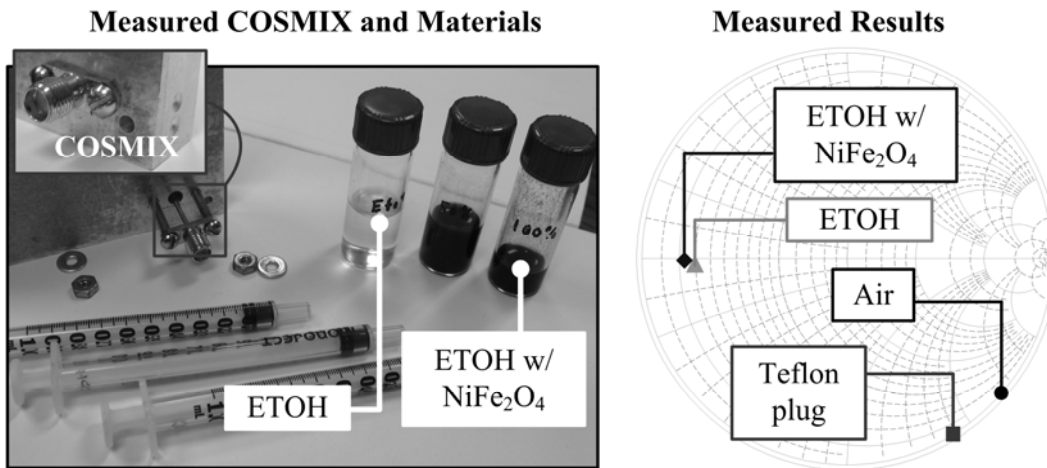 Measured COSMIX and Materials
Measured Results
COSMIX
EtoH
100%
ETOH
ETOH w/
NiFe₂O₄
ETOH w/
NiFe₂O₄
ETOH
Air
Teflon
plug